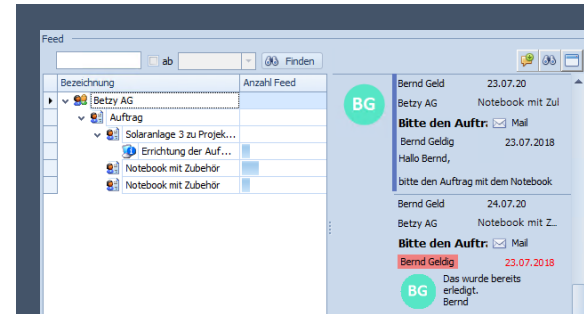 Feed
ab
Finden
Bezeichnung Anzahl Feed
Betzy AG
Auftrag
Solaranlage 3 zu Projek...
Errichtung der Auf...
Notebook mit Zubehör
Notebook mit Zubehör
BG
Bernd Geld 23.07.20
Betzy AG Notebook mit Zul
Bitte den Auftr: Mail
Bernd Geldig 23.07.2018
Hallo Bernd,
bitte den Auftrag mit dem Notebook
Bernd Geld 24.07.20
Betzy AG Notebook mit Z...
Bitte den Auftr: Mail
Bernd Geldig 23.07.2018
BG
Das wurde bereits
erledigt.
Bernd